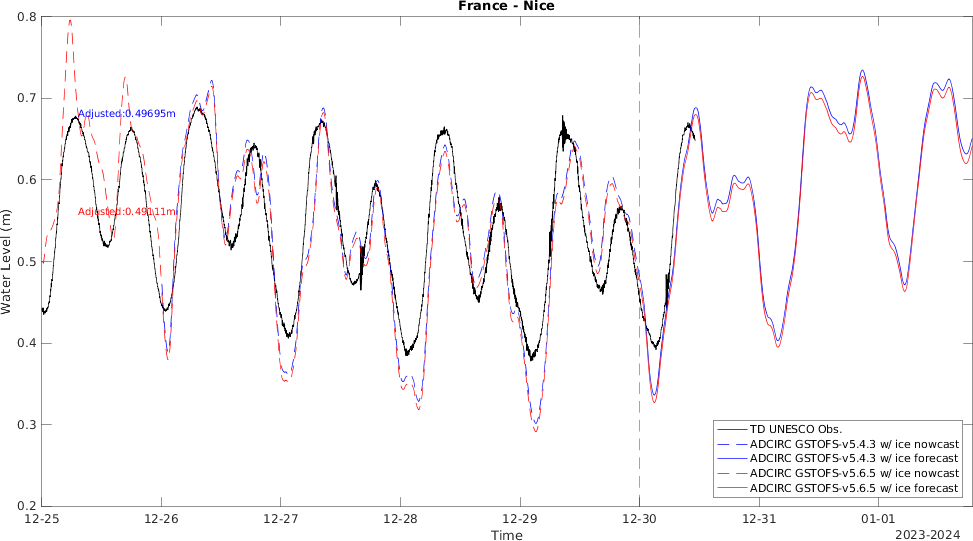 France - Nice
0.8
0.7
0.6
0.5
0.4
0.3
0.2
Water Level (m)
Adjusted:0.49695m
Adjusted:0.49111m
TD UNESCO Obs.
ADCIRC GSTOFS-v5.4.3 w/ ice nowcast
ADCIRC GSTOFS-v5.4.3 w/ ice forecast
ADCIRC GSTOFS-v5.6.5 w/ ice nowcast
ADCIRC GSTOFS-v5.6.5 w/ ice forecast
12-25 12-26 12-27 12-28 12-29 12-30 12-31 01-01
Time
2023-2024